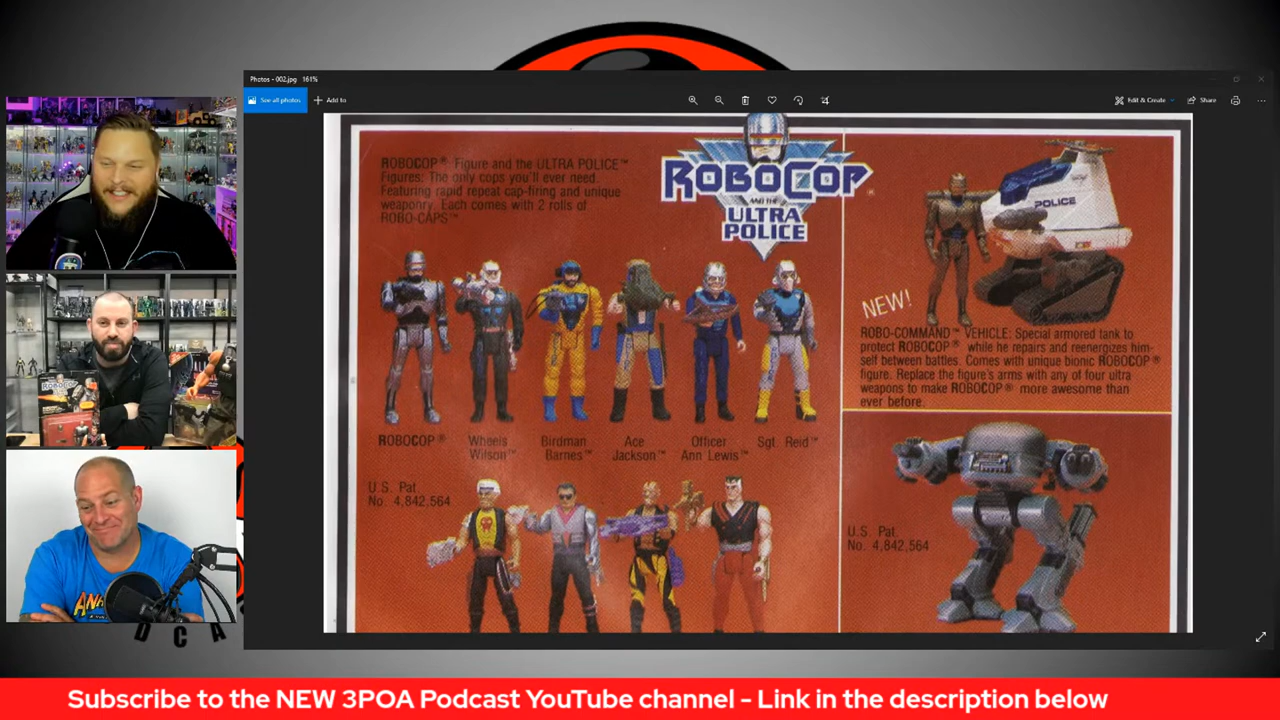 Photos - 002.jpg 161%
See all photos
Add to
Edit & Create
Share
ROBOCOP® Figure and the ULTRA POLICE™
Figures: The only cops you'll ever need.
Featuring rapid repeat cap-firing and unique
weaponry. Each comes with 2 rolls of
ROBO-CAPS™
ROBOCOP
AND THE
ULTRA
POLICE
ROBOCOP®
Wheels
Wilson™
Birdman
Barnes™
Ace
Jackson™
Officer
Ann Lewis™
Sgt. Reid™
U.S. Pat.
No. 4,842,564
POLICE
NEW!
ROBO-COMMAND™ VEHICLE: Special armored tank to
protect ROBOCOP® while he repairs and reenergizes him-
self between battles. Comes with unique biomec ROBOCOP®
figure. Replace the figure's arms with any of four ultra
weapons to make ROBOCOP® more awesome than
ever before.
U.S. Pat.
No. 4,842,564
DCA
Subscribe to the NEW 3POA Podcast YouTube channel - Link in the description below